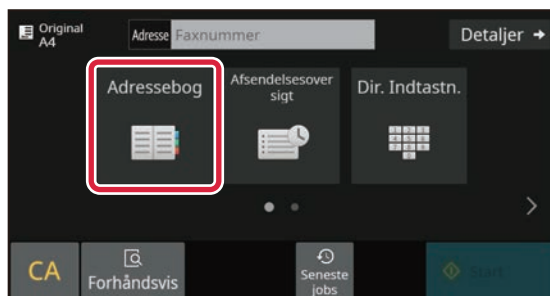 Original
A4
Adresse Faxnummer
Detaljer
Adressebog
Afsendelsesover
sigt
Dir. Indtastn.
CA
Forhåndsvis
Seneste
jobs
Start